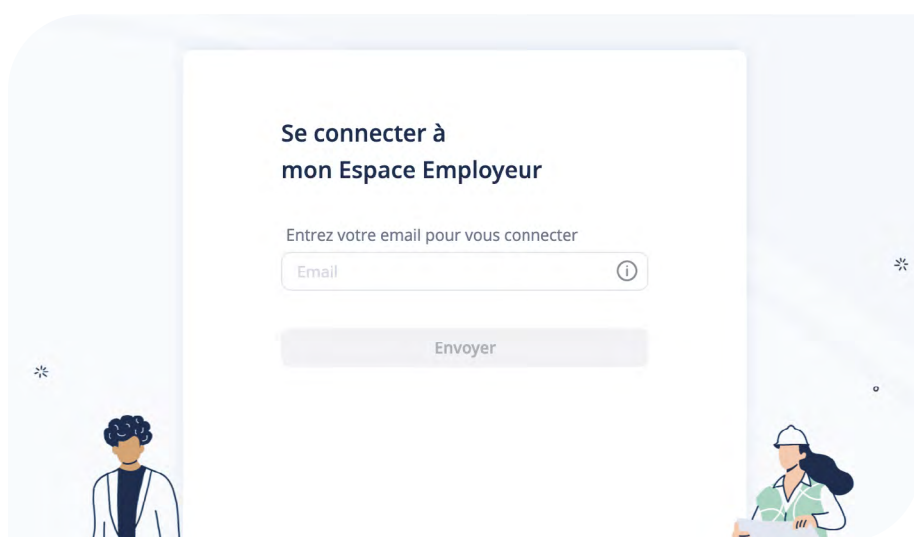 Se connecter à
mon Espace Employeur
Entrez votre email pour vous connecter
Email
Envoyer